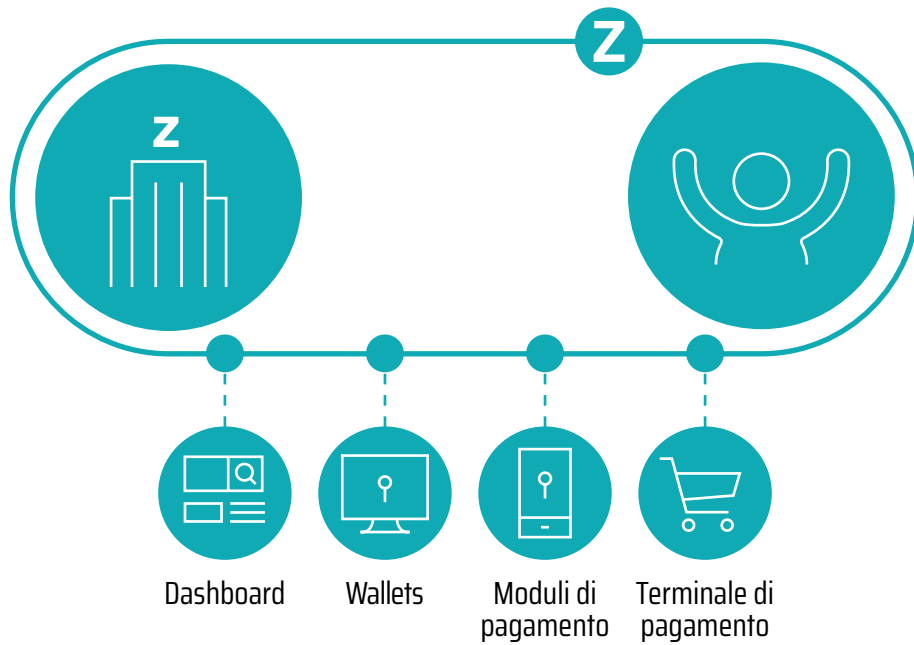 Z
Z
Dashboard
Wallets
Moduli di
pagamento
Terminale di
pagamento